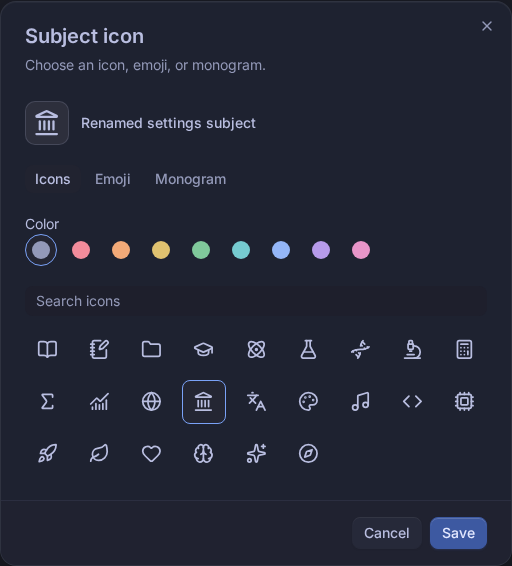 Subject icon
Choose an icon, emoji, or monogram.
Renamed settings subject
Icons Emoji Monogram
Color
Search icons
Cancel Save